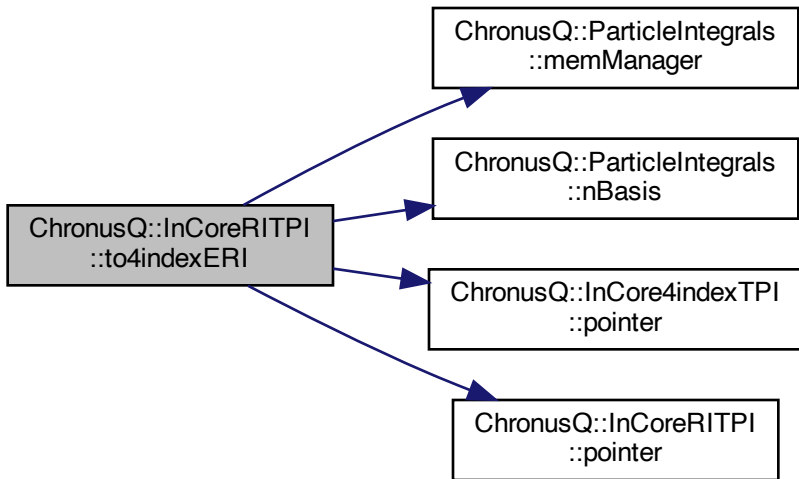 ChronusQ::ParticleIntegrals
::memManager
ChronusQ::ParticleIntegrals
::nBasis
ChronusQ::InCoreRITPI
::to4indexERI
ChronusQ::InCore4indexTPI
::pointer
ChronusQ::InCoreRITPI
::pointer